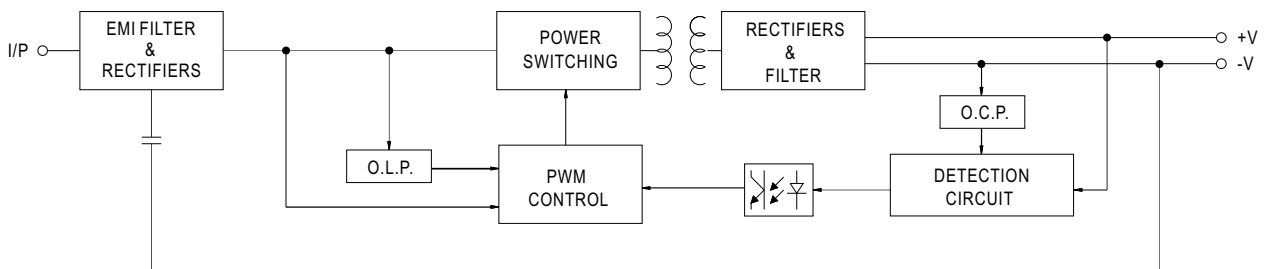 I/P
EMI FILTER
&
RECTIFIERS
POWER
SWITCHING
RECTIFIERS
&
FILTER
+V
-V
O.C.P.
O.L.P.
PWM
CONTROL
DETECTION
CIRCUIT